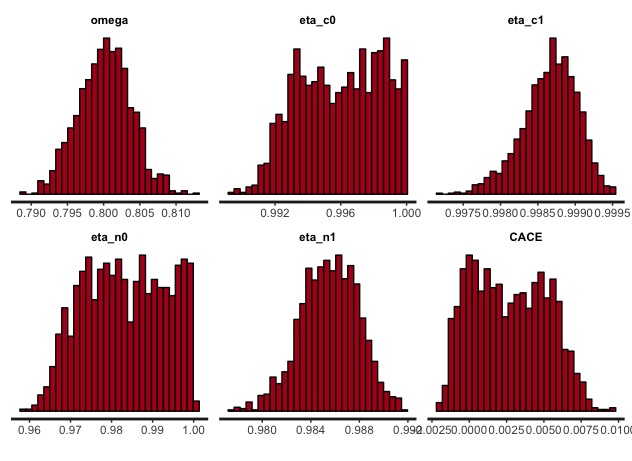 omega eta_c0 eta_c1
0.790 0.795 0.800 0.805 0.810 0.992 0.996 1.000 0.9975 0.9980 0.9985 0.9990 0.9995
eta_n0 eta_n1 CACE
0.96 0.97 0.98 0.99 1.00 0.980 0.984 0.988 0.0000 0.0025 0.0050 0.0075